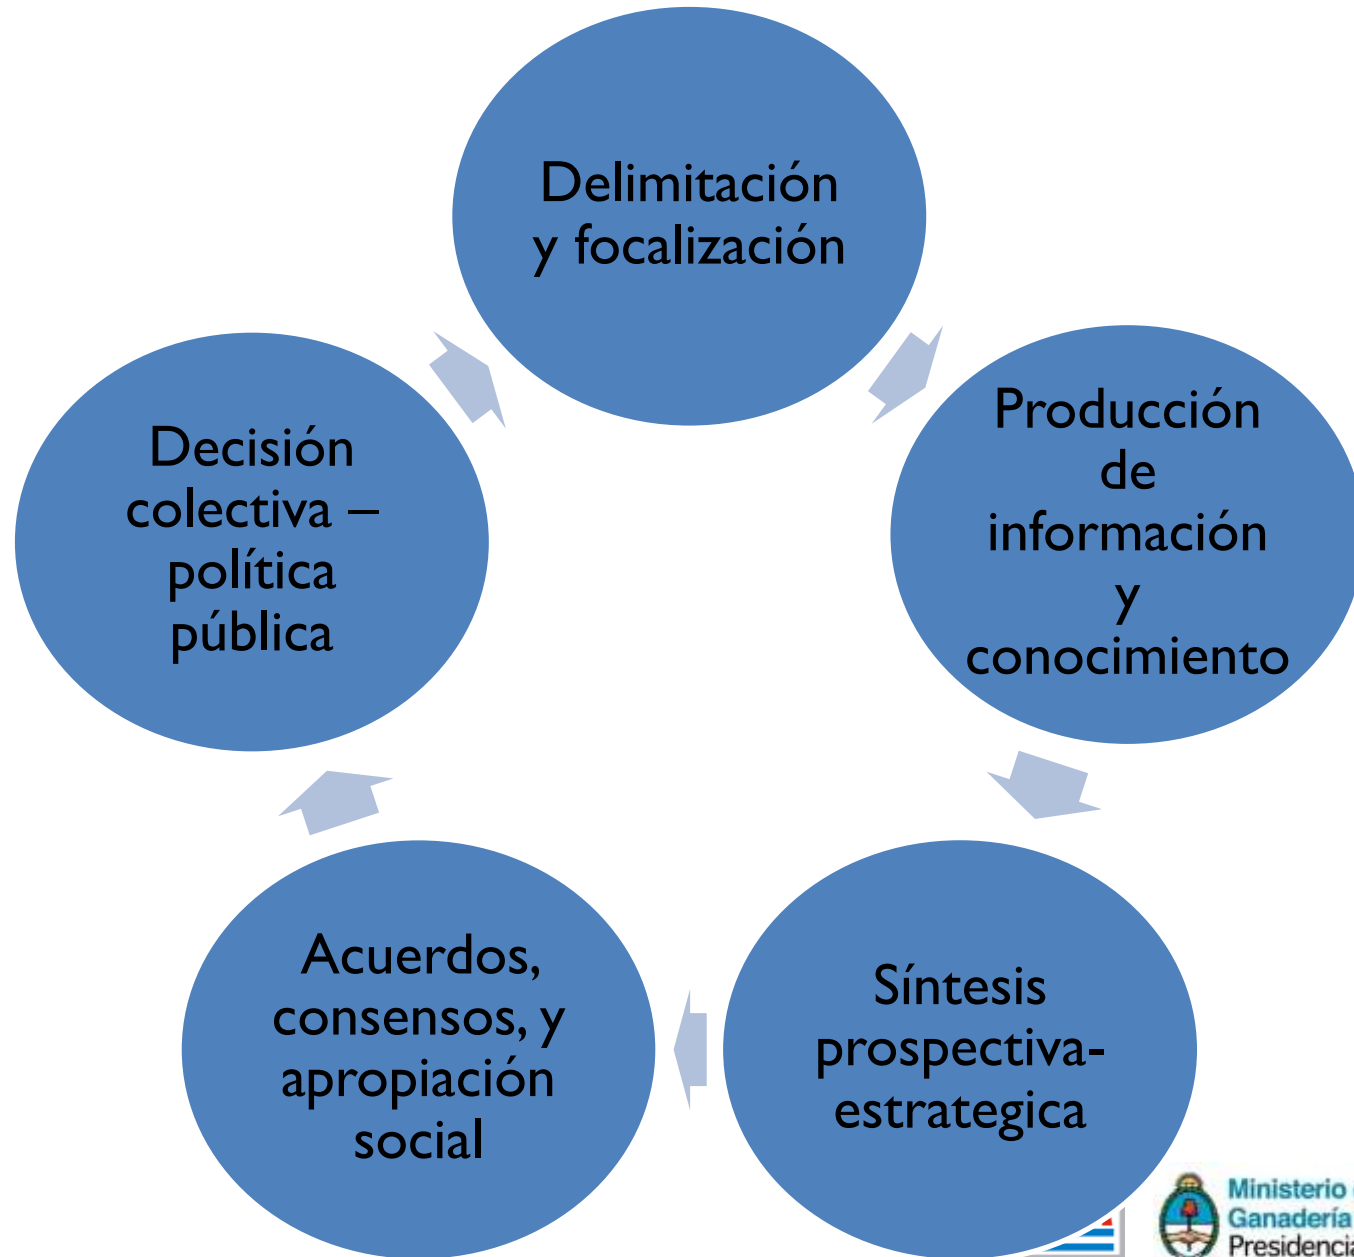 Delimitación
y focalización
Producción
de
información
y
conocimiento
Síntesis
prospectiva-
estrategica
Acuerdos,
consensos, y
apropiación
social
Decisión
colectiva –
política
pública
Ministerio
Ganadería
Presidencia